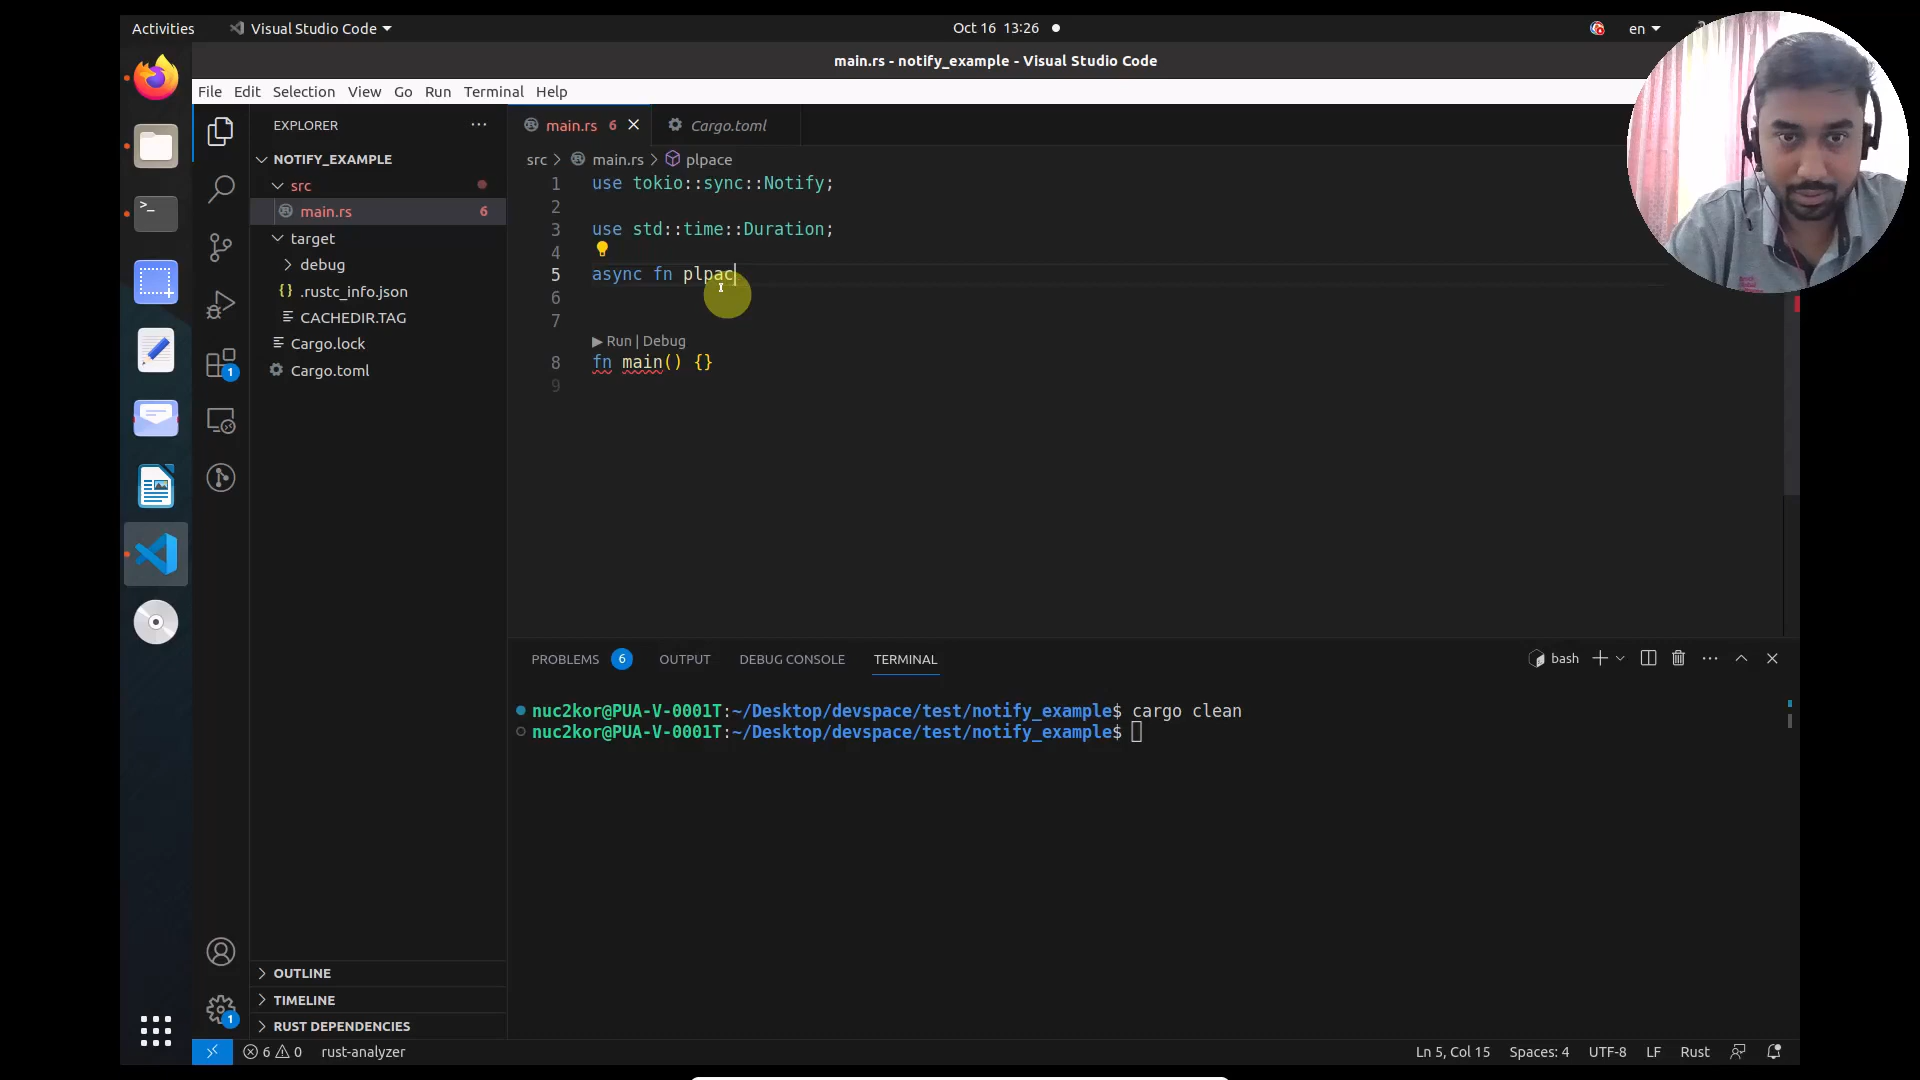 Activities
Visual Studio Code
Oct 16 13:26
en
main.rs - notify_example - Visual Studio Code
File Edit Selection View Go Run Terminal Help
EXPLORER
NOTIFY_EXAMPLE
src
main.rs 6
target
debug
.rustc_info.json
CACHEDIR.TAG
Cargo.lock
Cargo.toml
OUTLINE
TIMELINE
RUST DEPENDENCIES
1
1
main.rs 6
Cargo.toml
src > main.rs > plpace
1 use tokio::sync::Notify;
2
3 use std::time::Duration;
4
5 async fn plpac
6
7
Run | Debug
8 fn main() {}
9
PROBLEMS 6 OUTPUT DEBUG CONSOLE TERMINAL
bash
nuc2kor@PUA-V-0001T:~/Desktop/devspace/test/notify_example$ cargo clean
nuc2kor@PUA-V-0001T:~/Desktop/devspace/test/notify_example$
6 0 rust-analyzer
Ln 5, Col 15 Spaces: 4 UTF-8 LF Rust